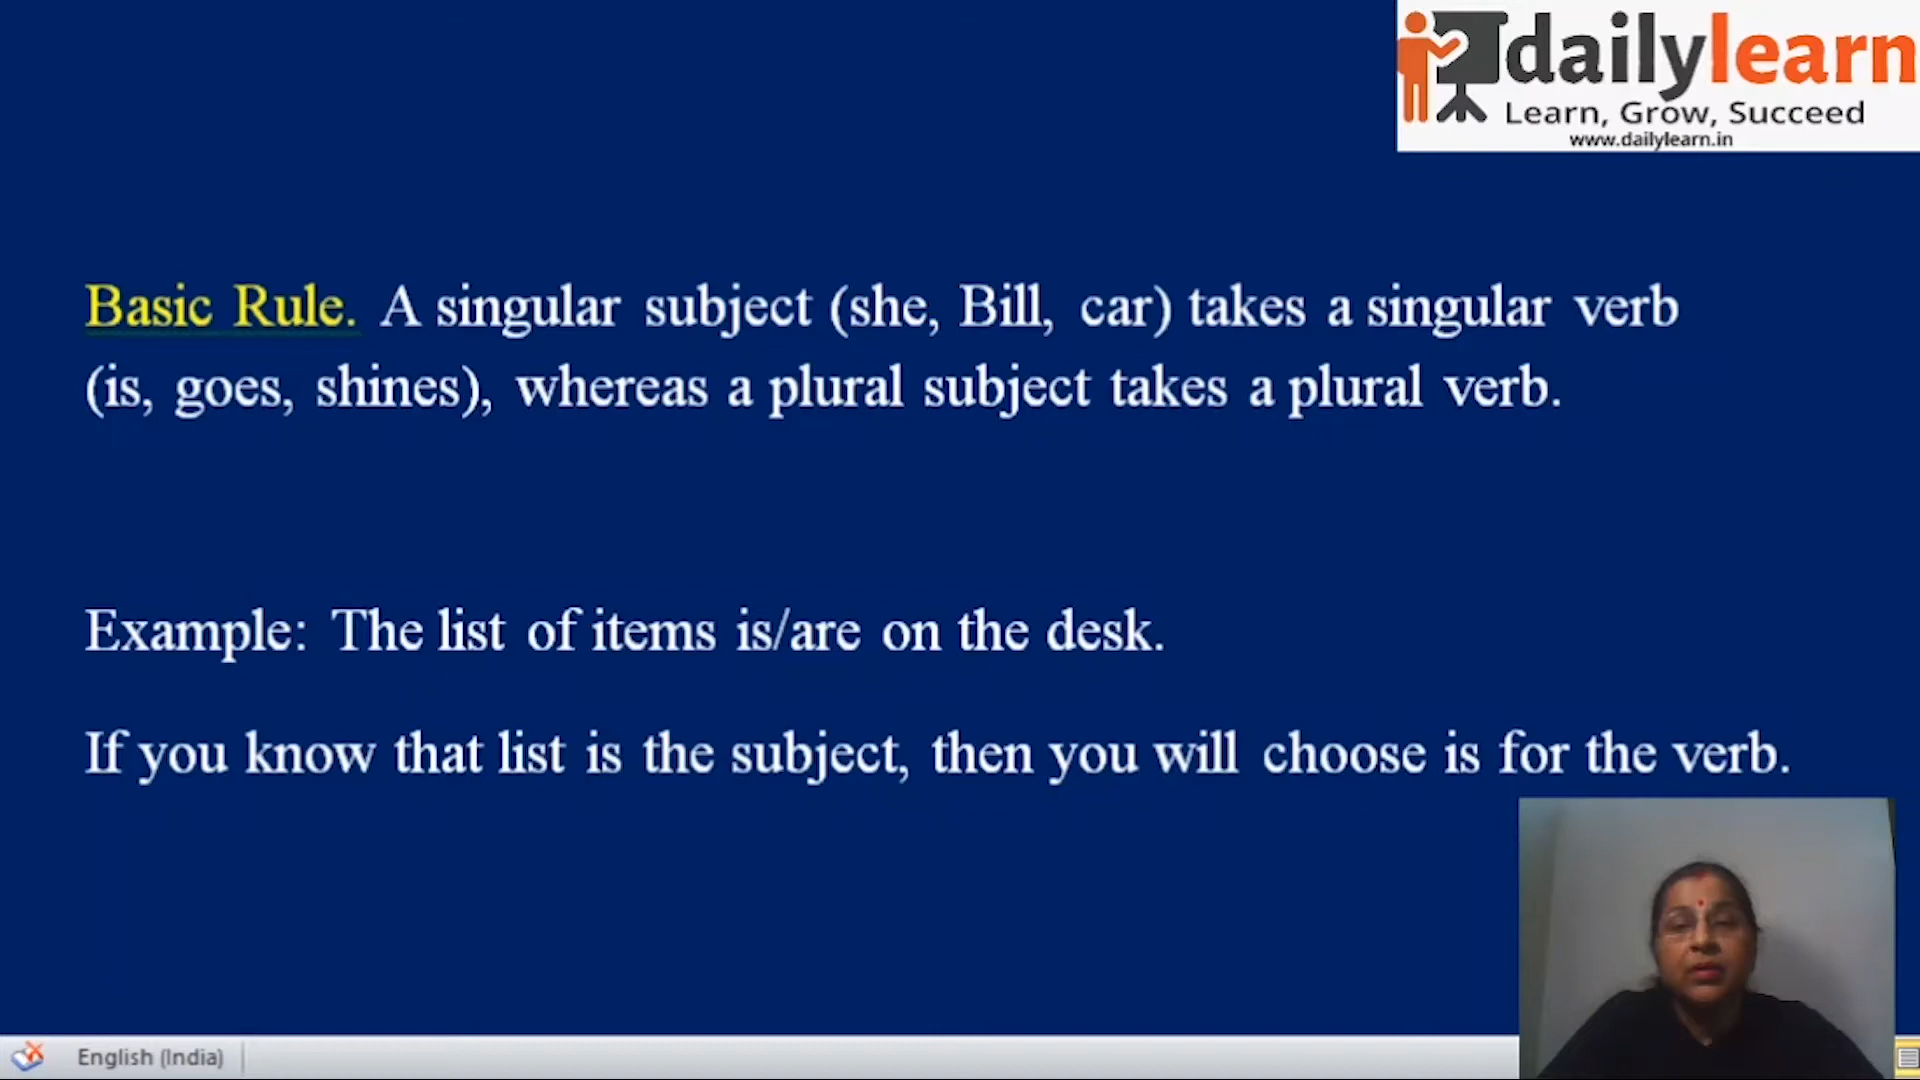 dailylearn
Learn, Grow, Succeed
www.dailylearn.in
Basic Rule. A singular subject (she, Bill, car) takes a singular verb
(is, goes, shines), whereas a plural subject takes a plural verb.
Example: The list of items is/are on the desk.
If you know that list is the subject, then you will choose is for the verb.
English (India)